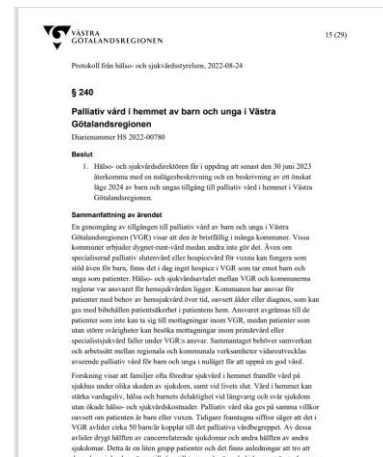 VÄSTRA
GÖTALANDSREGIONEN
15 (29)
Protokoll från hälso- och sjukvårdsstyrelsen, 2022-08-24
§ 240
Palliativ vård i hemmet av barn och unga i Västra
Götalandsregionen
Diarienummer HS 2022-00780
Beslut
1. Hälso- och sjukvårdsdirektören får i uppdrag att senast den 30 juni 2023
återkomma med en nulägesbeskrivning och en beskrivning av ett önskat
läge 2024 av barn och ungas tillgång till palliativ vård i hemmet i Västra
Götalandsregionen.
Sammanfattning av ärendet
En genomgång av tillgången till palliativ vård av barn och unga i Västra
Götalandsregionen (VGR) visar att den är bristfällig i många kommuner. Vissa
kommuner erbjuder dygnet-runt-vård medan andra inte gör det. Även om
specialiserad palliativ slutenvård eller hospicevård för vuxna kan fungera som
stöd även för barn, finns det i dag inget hospice i VGR som tar emot barn och
unga som patienter. Hälso- och sjukvårdsavtalet mellan VGR och kommunerna
reglerar var ansvaret för hemsjukvården ligger. Kommunen har ansvar för
patienter med behov av hemsjukvård över tid, oavsett ålder eller diagnos, som kan
ges med bibehållen patientsäkerhet i patientens hem. Ansvaret avgränsas till de
patienter som inte kan ta sig till mottagningar inom VGR, medan patienter som
utan större svårigheter kan besöka mottagningar inom primärvård eller
specialistsjukvård faller under VGR:s ansvar. Sammantaget behöver samverkan
och arbetssätt mellan regionala och kommunala verksamheter vidareutvecklas
avseende palliativ vård för barn och unga i nuläget för att uppnå en god vård.
Forskning visar att familjer ofta föredrar sjukvård i hemmet framför vård på
sjukhus under olika skeden av sjukdom, samt vid livets slut. Vård i hemmet kan
stärka vardagsliv, hälsa och barnets delaktighet vid långvarig och svår sjukdom
utan ökade hälso- och sjukvårdskostnader. Palliativ vård ska ges på samma villkor
oavsett om patienten är barn eller vuxen. Tidigare framtagna siffror säger att det i
VGR avlider cirka 50 barn/år kopplat till det palliativa vårdbegreppet. Av dessa
avlider drygt hälften av cancerrelaterade sjukdomar och andra hälften av andra
sjukdomar. Detta är en liten grupp patienter och det finns anledningar att tro att